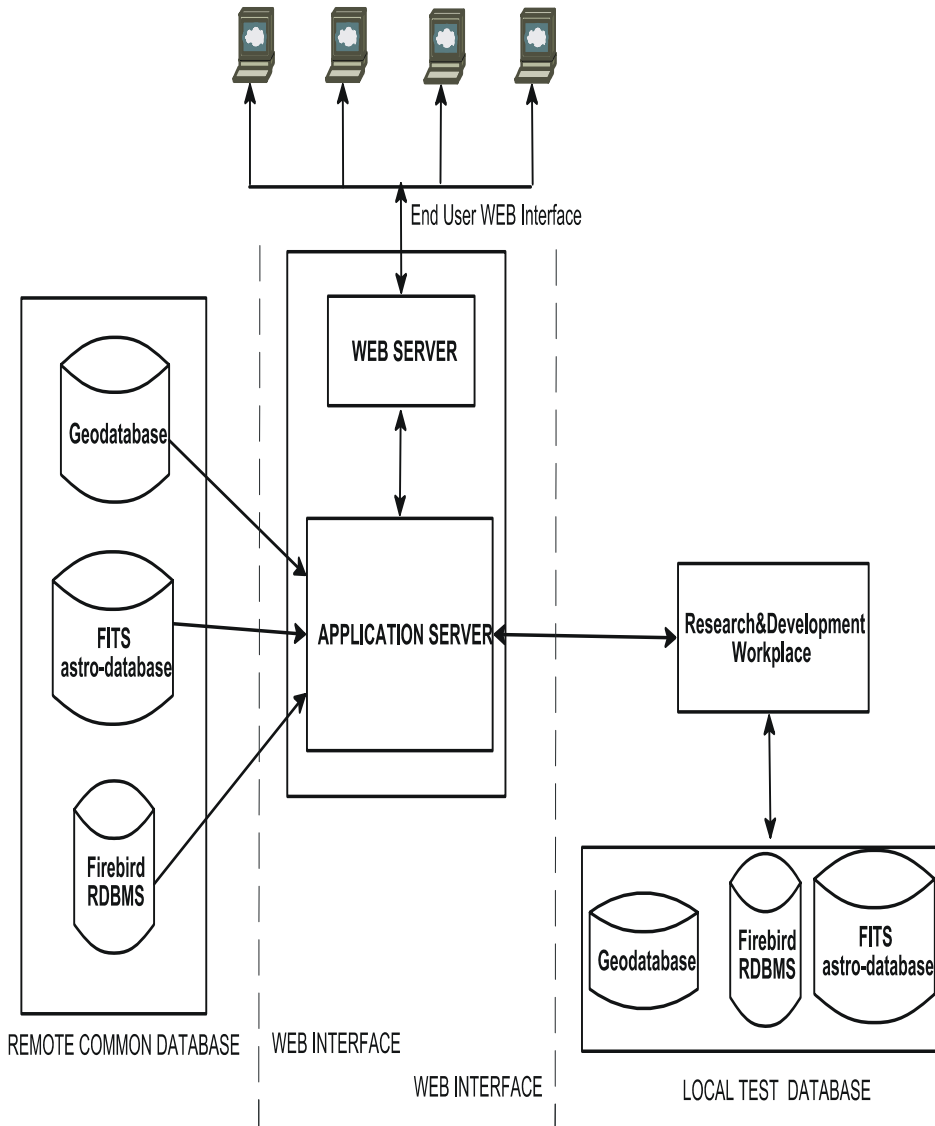 End User WEB Interface
WEB SERVER
Geodatabase
FITS
astro-database
APPLICATION SERVER
Research&Development
Workplace
Firebird
RDBMS
Geodatabase
Firebird
RDBMS
FITS
astro-database
REMOTE COMMON DATABASE
WEB INTERFACE
WEB INTERFACE
LOCAL TEST DATABASE